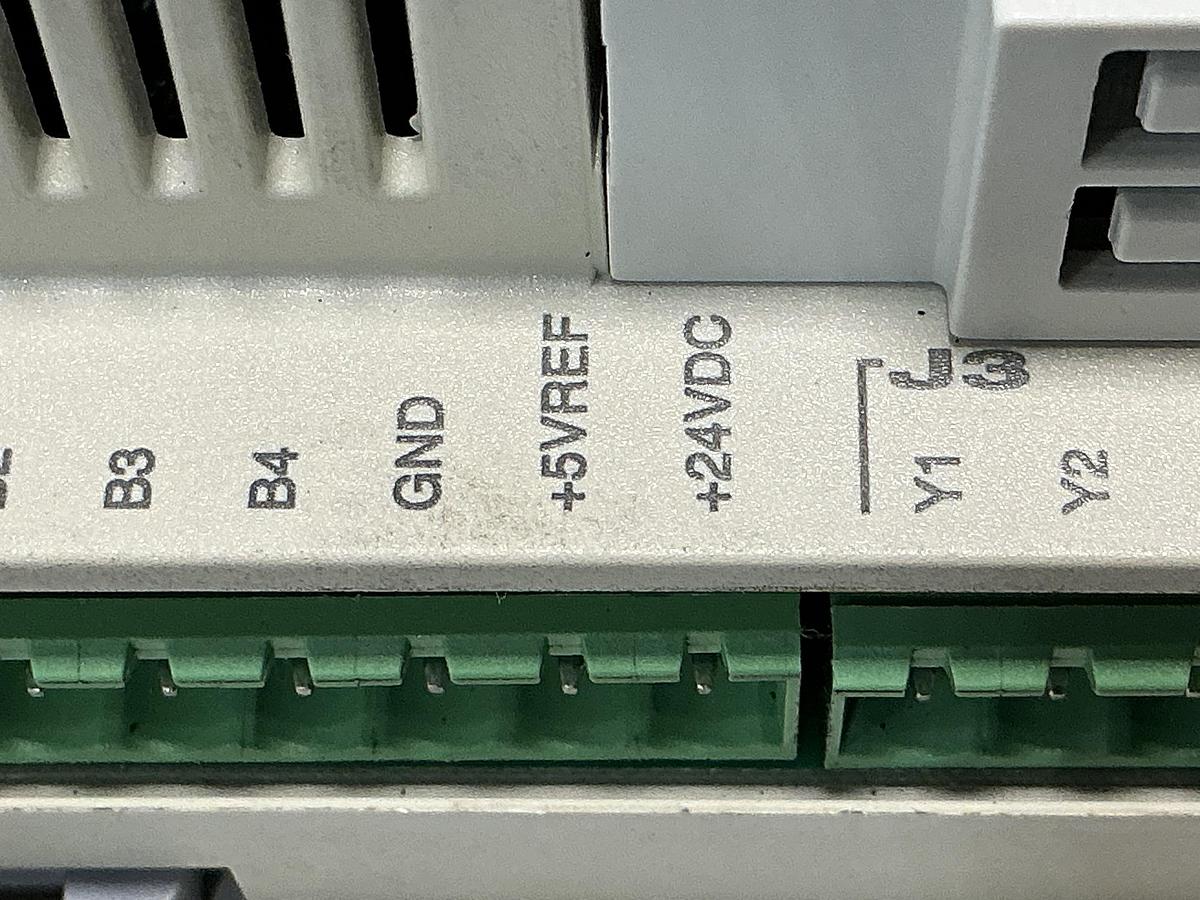 B3
B4
GND
+5VREF
+24VDC
J3
Y1
Y2